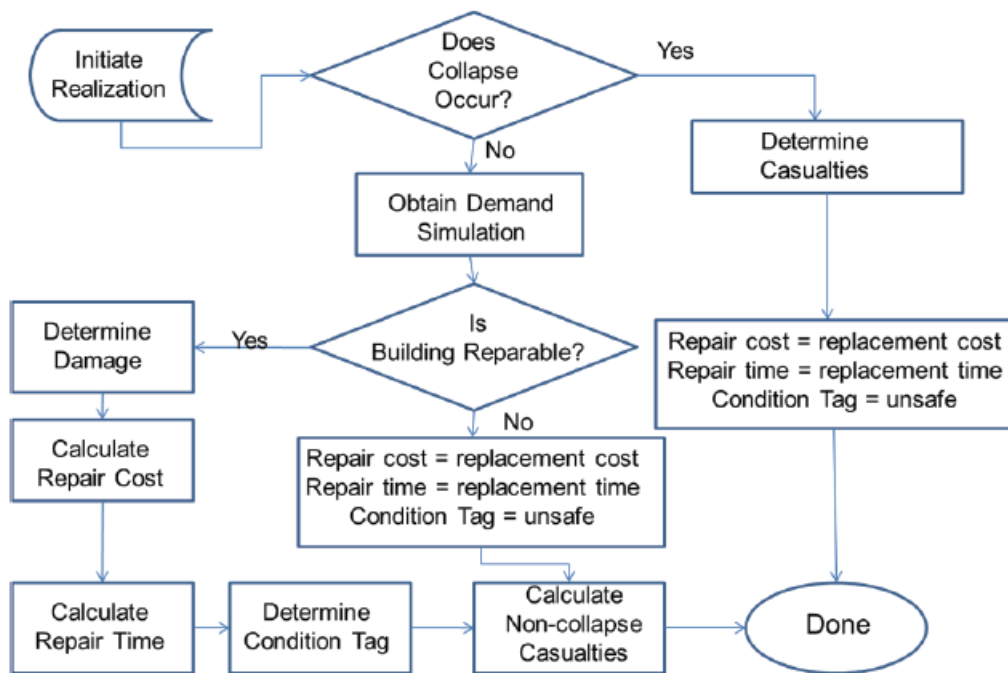 Initiate
Realization
Does
Collapse
Occur?
Yes
No
Determine
Casualties
Obtain Demand
Simulation
Is
Building Reparable?
Yes
No
Determine
Damage
Repair cost = replacement cost
Repair time = replacement time
Condition Tag = unsafe
Calculate
Repair Cost
Repair cost = replacement cost
Repair time = replacement time
Condition Tag = unsafe
Calculate
Repair Time
Determine
Condition Tag
Calculate
Non-collapse
Casualties
Done